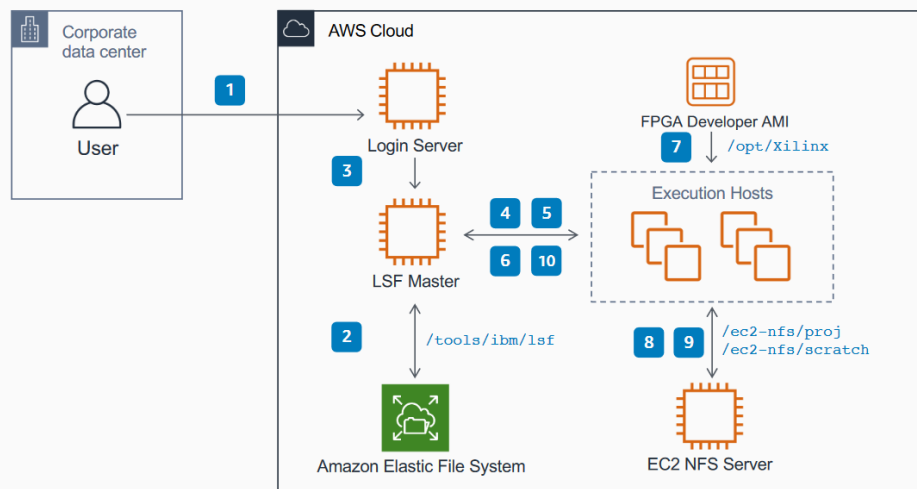 Corporate
data center
AWS Cloud
1
User
Login Server
FPGA Developer AMI
3
7
/opt/Xilinx
Execution Hosts
4
5
6
10
LSF Master
2
/tools/ibm/lsf
8
9
/ec2-nfs/proj
/ec2-nfs/scratch
Amazon Elastic File System
EC2 NFS Server